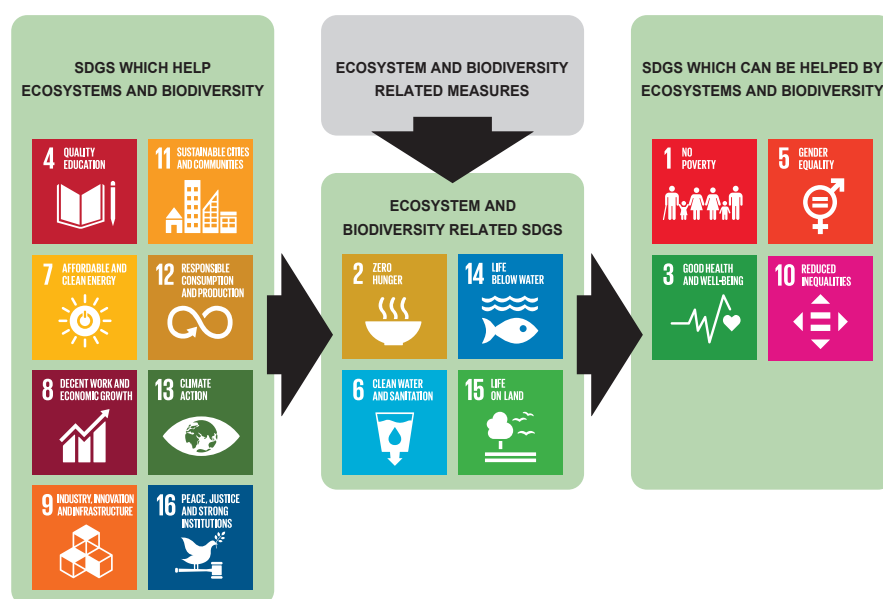 SDGS WHICH HELP
ECOSYSTEMS AND BIODIVERSITY
4 QUALITY
EDUCATION
11 SUSTAINABLE CITIES
AND COMMUNITIES
7 AFFORDABLE AND
CLEAN ENERGY
12 RESPONSIBLE
CONSUMPTION
AND PRODUCTION
8 DECENT WORK AND
ECONOMIC GROWTH
13 CLIMATE
ACTION
9 INDUSTRY, INNOVATION
AND INFRASTRUCTURE
16 PEACE, JUSTICE
AND STRONG
INSTITUTIONS
ECOSYSTEM AND BIODIVERSITY
RELATED MEASURES
ECOSYSTEM AND
BIODIVERSITY RELATED SDGS
2 ZERO
HUNGER
14 LIFE
BELOW WATER
6 CLEAN WATER
AND SANITATION
15 LIFE
ON LAND
SDGS WHICH CAN BE HELPED BY
ECOSYSTEMS AND BIODIVERSITY
1 NO
POVERTY
5 GENDER
EQUALITY
3 GOOD HEALTH
AND WELL-BEING
10 REDUCED
INEQUALITIES